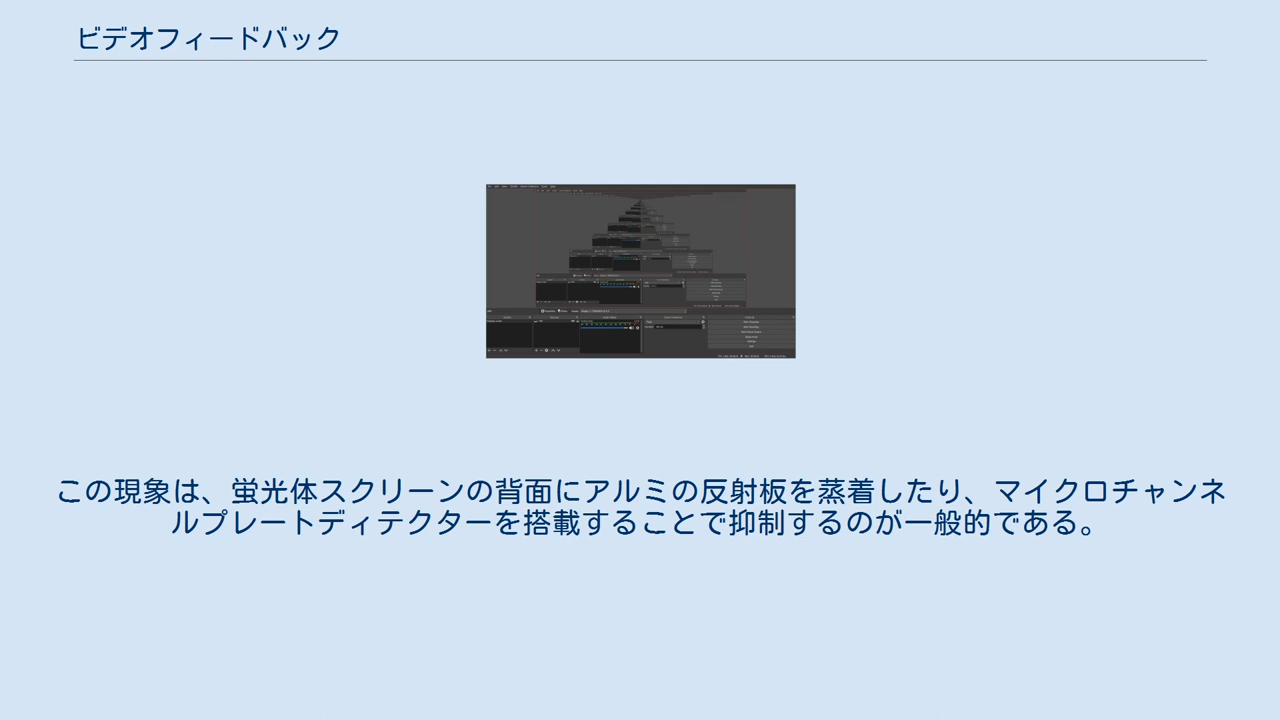 ビデオフィードバック
この現象は、蛍光体スクリーンの背面にアルミの反射板を蒸着したり、マイクロチャンネ
ルプレートディテクターを搭載することで抑制するのが一般的である。